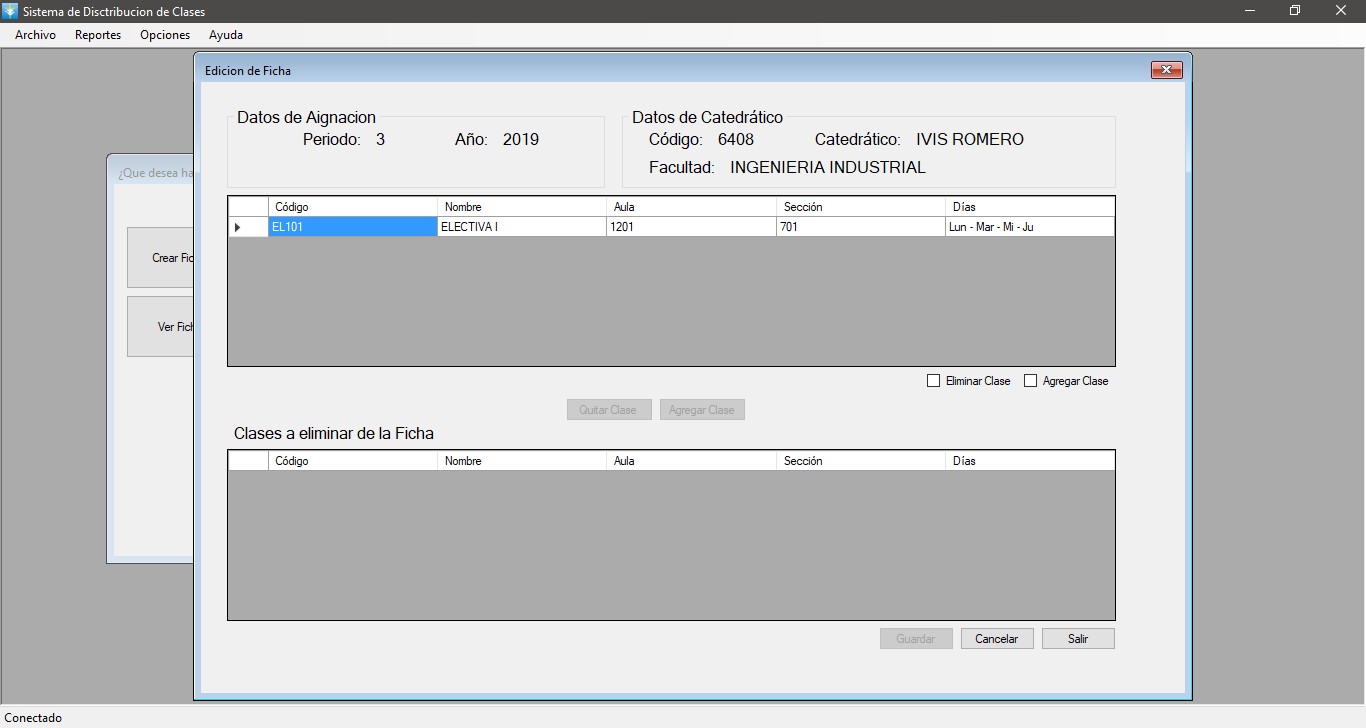 Sistema de Disctribucion de Clases
Archivo Reportes Opciones Ayuda
Edicion de Ficha
¿Que desea ha
Crear Fic
Ver Fich
Datos de Aignacion
Periodo: 3 Año: 2019
Datos de Catedrático
Código: 6408 Catedrático: IVIS ROMERO
Facultad: INGENIERIA INDUSTRIAL
Código Nombre Aula Sección Días
EL101 ELECTIVA I 1201 701 Lun - Mar - Mi - Ju
Eliminar Clase Agregar Clase
Quitar Clase Agregar Clase
Clases a eliminar de la Ficha
Código Nombre Aula Sección Días
Guardar Cancelar Salir
Conectado